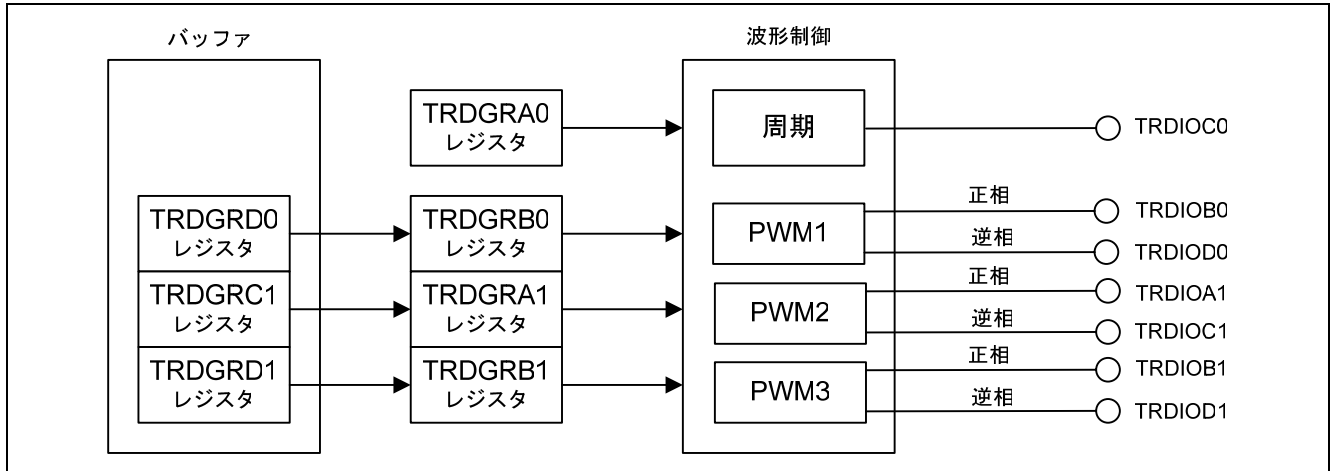 バッファ
波形制御
TRDGRA0
レジスタ
周期
TRDIOC0
TRDGRD0
レジスタ
TRDGRB0
レジスタ
PWM1
正相
TRDIOB0
逆相
TRDIOD0
TRDGRC1
レジスタ
TRDGRA1
レジスタ
PWM2
正相
TRDIOA1
逆相
TRDIOC1
TRDGRD1
レジスタ
TRDGRB1
レジスタ
PWM3
正相
TRDIOB1
逆相
TRDIOD1